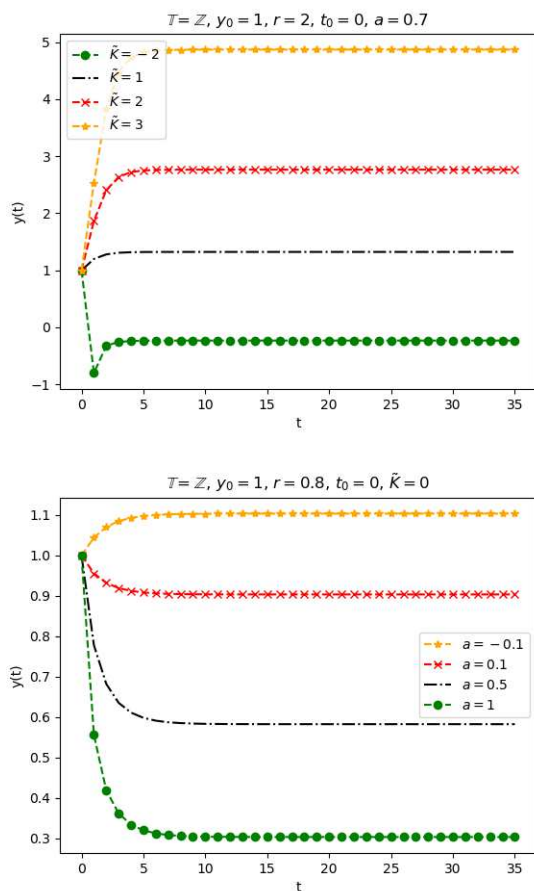 𝕋 = ℤ, y₀ = 1, r = 2, t₀ = 0, a = 0.7
5
4
3
2
1
0
−1
y(t)
K̃ = −2
K̃ = 1
K̃ = 2
K̃ = 3
0 5 10 15 20 25 30 35
t
𝕋 = ℤ, y₀ = 1, r = 0.8, t₀ = 0, K̃ = 0
1.1
1.0
0.9
0.8
0.7
0.6
0.5
0.4
0.3
y(t)
a = −0.1
a = 0.1
a = 0.5
a = 1
0 5 10 15 20 25 30 35
t